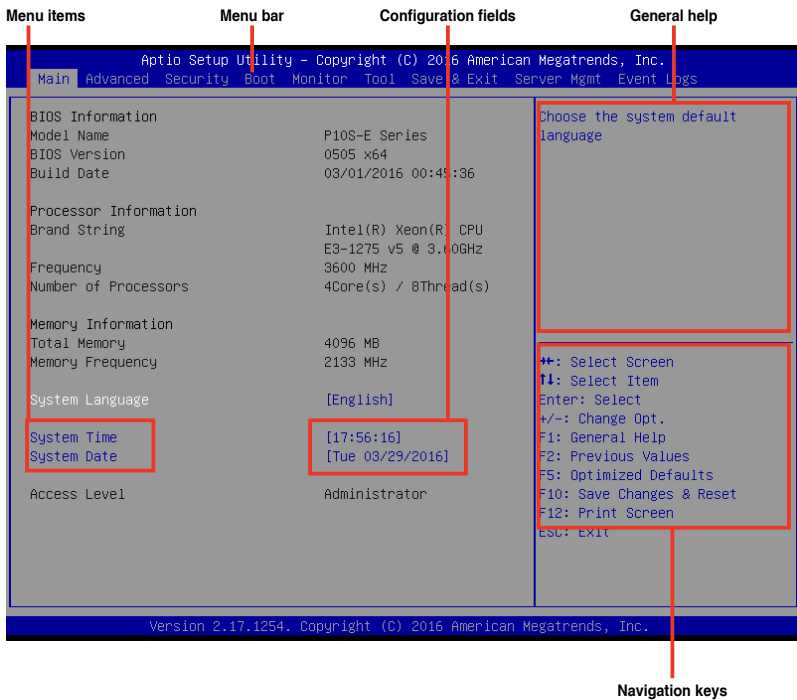 Menu items Menu bar Configuration fields General help
Aptio Setup Utility – Copyright (C) 2016 American Megatrends, Inc.
Main Advanced Security Boot Monitor Tool Save & Exit Server Mgmt Event Logs
BIOS Information
Model Name P10S-E Series
BIOS Version 0505 x64
Build Date 03/01/2016 00:45:36
Processor Information
Brand String Intel(R) Xeon(R) CPU
E3-1275 v5 @ 3.60GHz
Frequency 3600 MHz
Number of Processors 4Core(s) / 8Thread(s)
Memory Information
Total Memory 4096 MB
Memory Frequency 2133 MHz
System Language [English]
System Time [17:56:16]
System Date [Tue 03/29/2016]
Access Level Administrator
Choose the system default
language
→←: Select Screen
↑↓: Select Item
Enter: Select
+/-: Change Opt.
F1: General Help
F2: Previous Values
F5: Optimized Defaults
F10: Save Changes & Reset
F12: Print Screen
ESC: Exit
Version 2.17.1254. Copyright (C) 2016 American Megatrends, Inc.
Navigation keys